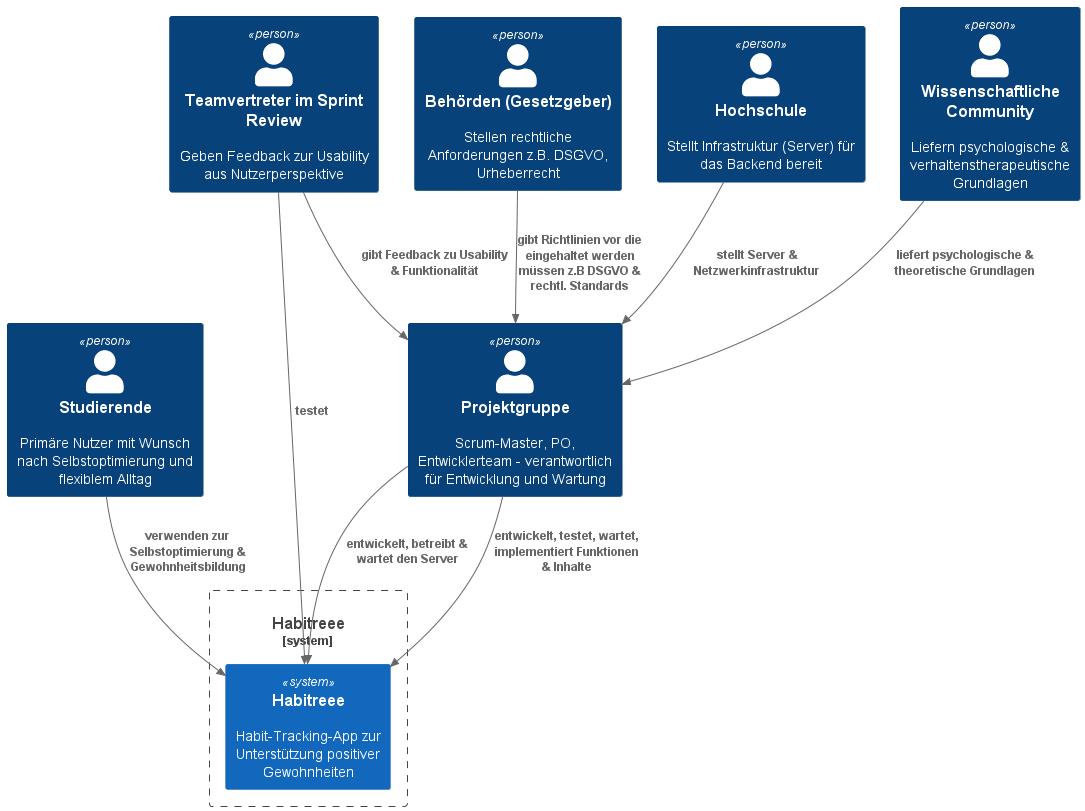 «person»
Teamvertreter im Sprint
Review
Geben Feedback zur Usability
aus Nutzerperspektive
«person»
Behörden (Gesetzgeber)
Stellen rechtliche
Anforderungen z.B. DSGVO,
Urheberrecht
«person»
Hochschule
Stellt Infrastruktur (Server) für
das Backend bereit
«person»
Wissenschaftliche
Community
Liefern psychologische &
verhaltenstherapeutische
Grundlagen
gibt Feedback zu Usability
& Funktionalität
gibt Richtlinien vor die
eingehaltet werden
müssen z.B DSGVO &
rechtl. Standards
stellt Server &
Netzwerkinfrastruktur
liefert psychologische &
theoretische Grundlagen
«person»
Studierende
Primäre Nutzer mit Wunsch
nach Selbstoptimierung und
flexiblem Alltag
testet
«person»
Projektgruppe
Scrum-Master, PO,
Entwicklerteam - verantwortlich
für Entwicklung und Wartung
verwenden zur
Selbstoptimierung &
Gewohnheitsbildung
entwickelt, betreibt &
wartet den Server
entwickelt, testet, wartet,
implementiert Funktionen
& Inhalte
Habitreee
[system]
«system»
Habitreee
Habit-Tracking-App zur
Unterstützung positiver
Gewohnheiten